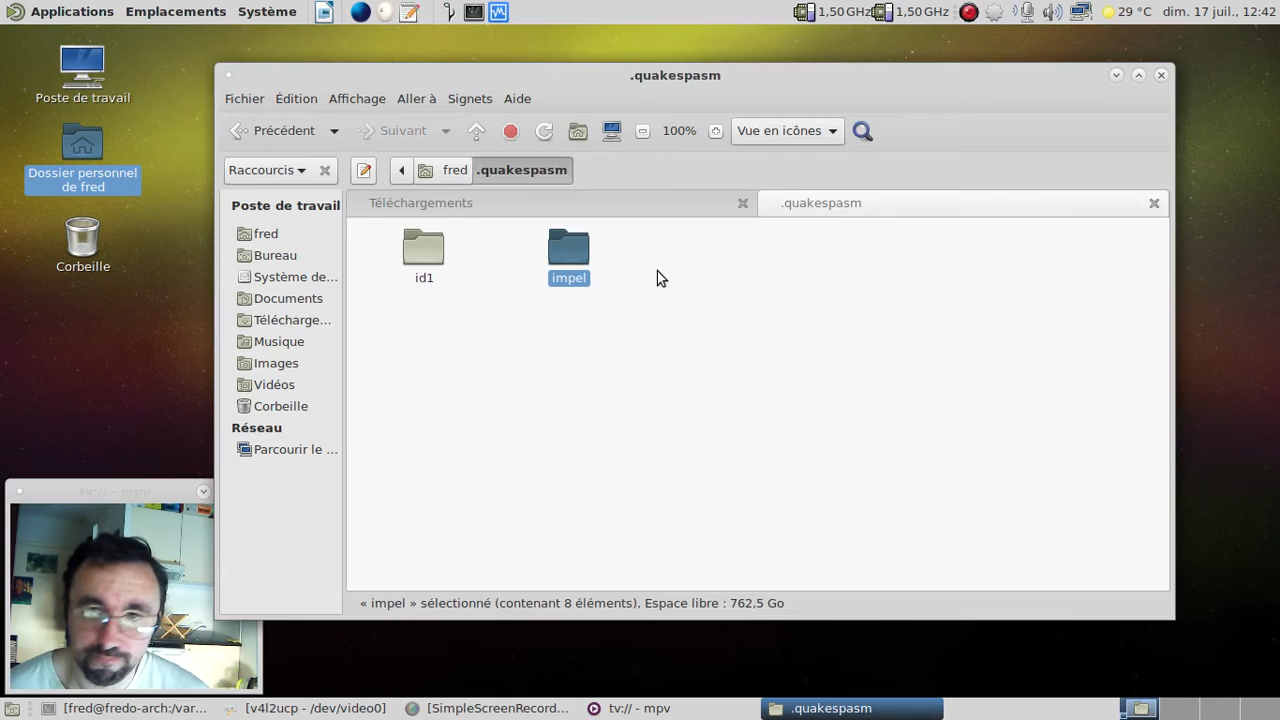 Applications Emplacements Système 1,50 GHz 1,50 GHz 29 °C dim. 17 juil., 12:42
Poste de travail
Dossier personnel
de fred
Corbeille
.quakespasm
Fichier Édition Affichage Aller à Signets Aide
Précédent Suivant 100% Vue en icônes
Raccourcis fred .quakespasm
Poste de travail
fred
Bureau
Système de...
Documents
Télécharge...
Musique
Images
Vidéos
Corbeille
Réseau
Parcourir le ...
Téléchargements .quakespasm
id1 impel
« impel » sélectionné (contenant 8 éléments), Espace libre : 762,5 Go
tv:// - mpv
[fred@fredo-arch:/var... [v4l2ucp - /dev/video0] [SimpleScreenRecord... tv:// - mpv .quakespasm